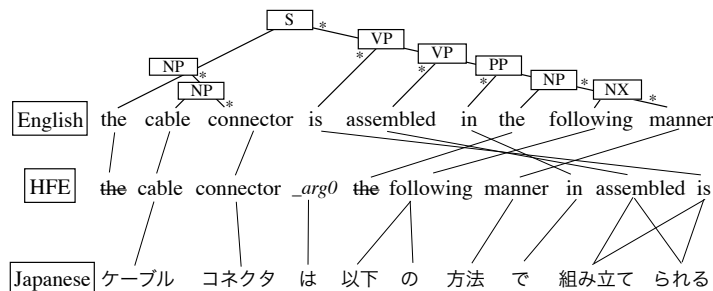 S
* VP
* VP
NP * PP
* NP * NP
* NX
*
English the cable connector is assembled in the following manner
HFE the cable connector _arg0 the following manner in assembled is
Japanese ケーブル コネクタ は 以下 の 方法 で 組み立て られる